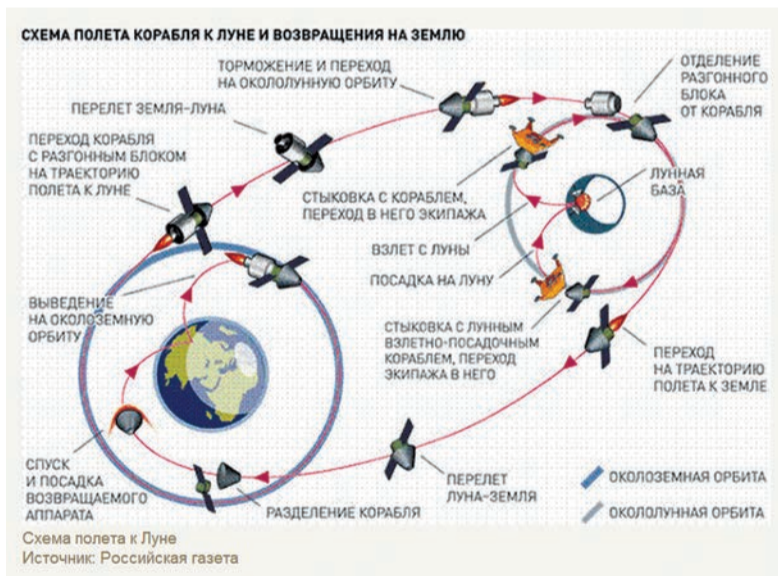 СХЕМА ПОЛЕТА КОРАБЛЯ К ЛУНЕ И ВОЗВРАЩЕНИЯ НА ЗЕМЛЮ
ТОРМОЖЕНИЕ И ПЕРЕХОД
НА ОКОЛОЛУННУЮ ОРБИТУ
ОТДЕЛЕНИЕ
РАЗГОННОГО
БЛОКА
ОТ КОРАБЛЯ
ПЕРЕЛЕТ ЗЕМЛЯ-ЛУНА
ПЕРЕХОД КОРАБЛЯ
С РАЗГОННЫМ БЛОКОМ
НА ТРАЕКТОРИЮ
ПОЛЕТА К ЛУНЕ
ЛУННАЯ
БАЗА
СТЫКОВКА С КОРАБЛЕМ,
ПЕРЕХОД В НЕГО ЭКИПАЖА
ВЗЛЕТ С ЛУНЫ
ПОСАДКА НА ЛУНУ
ВЫВЕДЕНИЕ
НА ОКОЛОЗЕМНУЮ
ОРБИТУ
СТЫКОВКА С ЛУННЫМ
ВЗЛЕТНО-ПОСАДОЧНЫМ
КОРАБЛЕМ, ПЕРЕХОД
ЭКИПАЖА В НЕГО
ПЕРЕХОД
НА ТРАЕКТОРИЮ
ПОЛЕТА К ЗЕМЛЕ
СПУСК
И ПОСАДКА
ВОЗВРАЩАЕМОГО
АППАРАТА
РАЗДЕЛЕНИЕ КОРАБЛЯ
ПЕРЕЛЕТ
ЛУНА-ЗЕМЛЯ
ОКОЛОЗЕМНАЯ ОРБИТА
ОКОЛОЛУННАЯ ОРБИТА
Схема полета к Луне
Источник: Российская газета